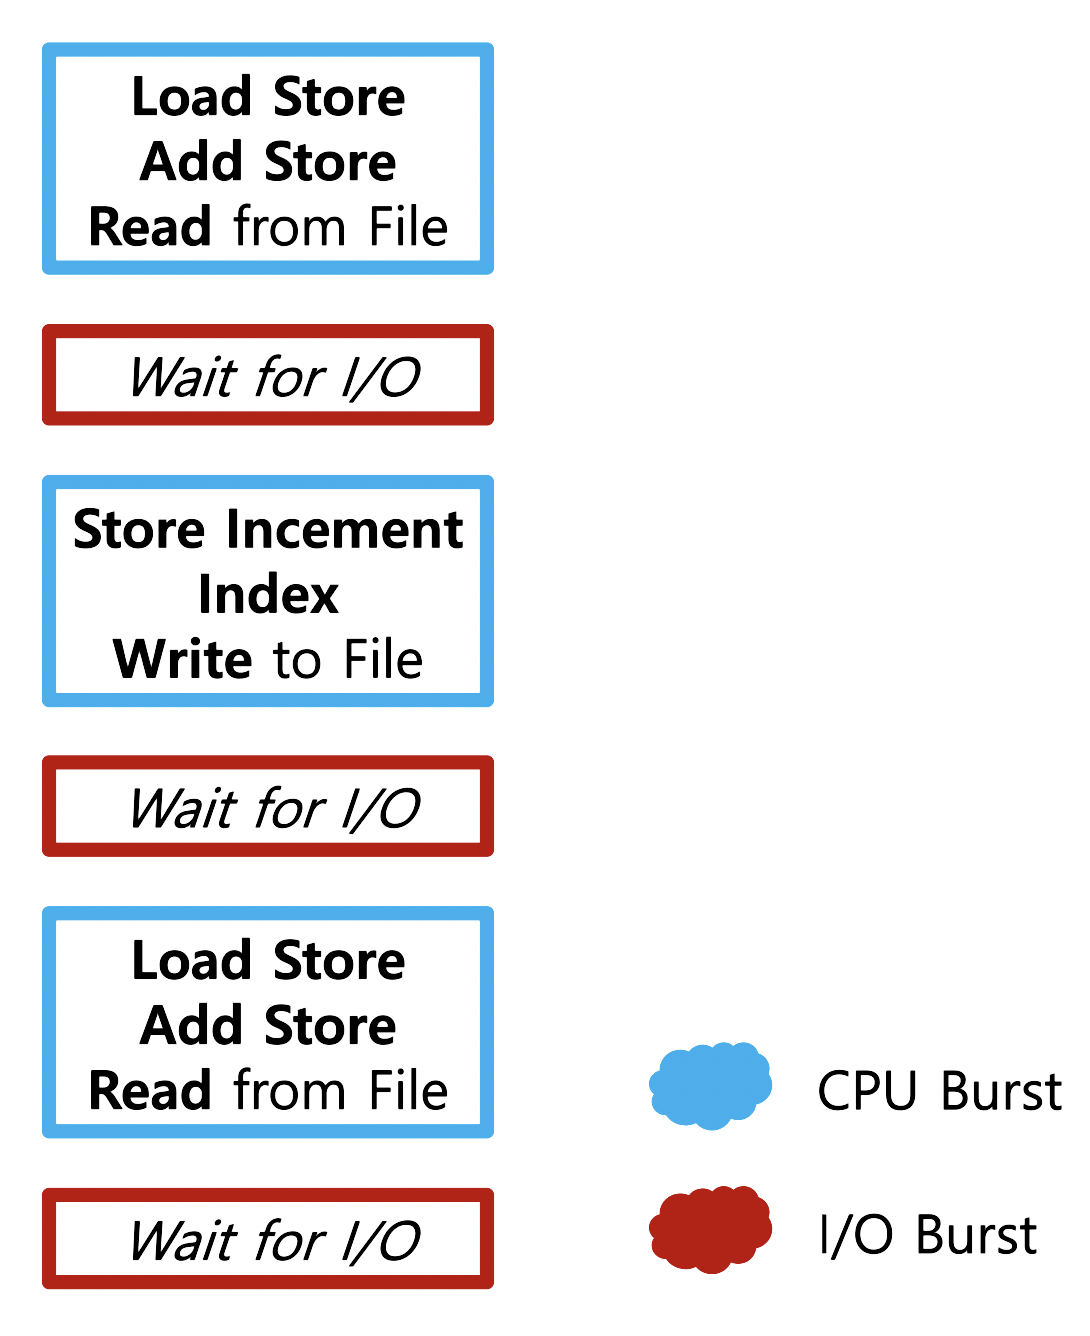 Load Store
Add Store
Read from File
Wait for I/O
Store Incement
Index
Write to File
Wait for I/O
Load Store
Add Store
Read from File
Wait for I/O
CPU Burst
I/O Burst